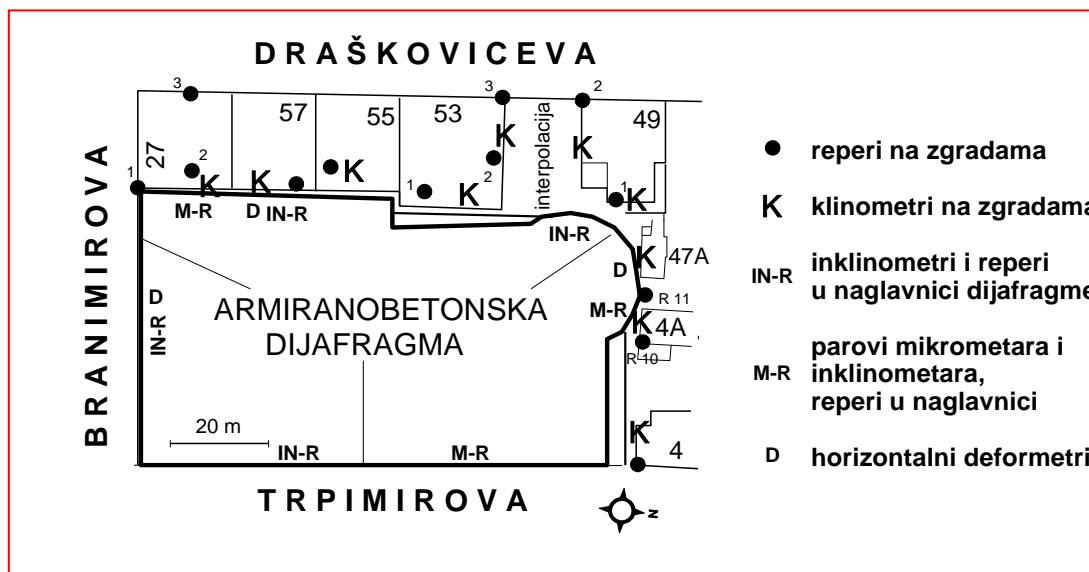 DRAŠKOVIĆEVA
3
3
2
57
55
53
49
27
interpolacija
K
K
1
2
K
K
K
1
K
2
1
K
M-R
D
IN-R
IN-R
K
47A
D
R 11
M-R
K
4A
R 10
BRANIMIROVA
D
IN-R
ARMIRANOBETONSKA
DIJAFRAGMA
20 m
IN-R
M-R
K
4
TRPIMIROVA
N
reperi na zgradama
K
klinometri na zgradama
IN-R
inklinometri i reperi
u naglavnici dijafragme
M-R
parovi mikrometara i
inklinometara,
reperi u naglavnici
D
horizontalni deformetri